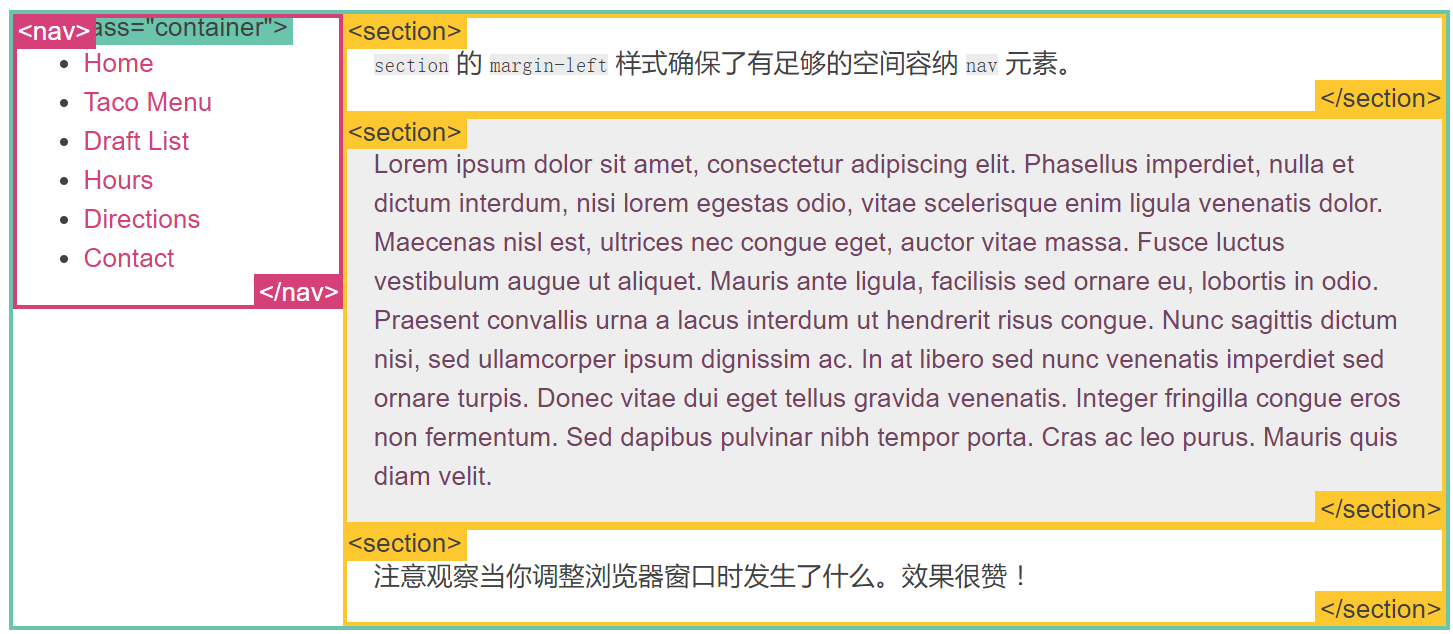 <nav>
ass="container">
Home
Taco Menu
Draft List
Hours
Directions
Contact
</nav>
<section>
section 的 margin-left 样式确保了有足够的空间容纳 nav 元素。
</section>
<section>
Lorem ipsum dolor sit amet, consectetur adipiscing elit. Phasellus imperdiet, nulla et
dictum interdum, nisi lorem egestas odio, vitae scelerisque enim ligula venenatis dolor.
Maecenas nisl est, ultrices nec congue eget, auctor vitae massa. Fusce luctus
vestibulum augue ut aliquet. Mauris ante ligula, facilisis sed ornare eu, lobortis in odio.
Praesent convallis urna a lacus interdum ut hendrerit risus congue. Nunc sagittis dictum
nisi, sed ullamcorper ipsum dignissim ac. In at libero sed nunc venenatis imperdiet sed
ornare turpis. Donec vitae dui eget tellus gravida venenatis. Integer fringilla congue eros
non fermentum. Sed dapibus pulvinar nibh tempor porta. Cras ac leo purus. Mauris quis
diam velit.
</section>
<section>
注意观察当你调整浏览器窗口时发生了什么。效果很赞！
</section>